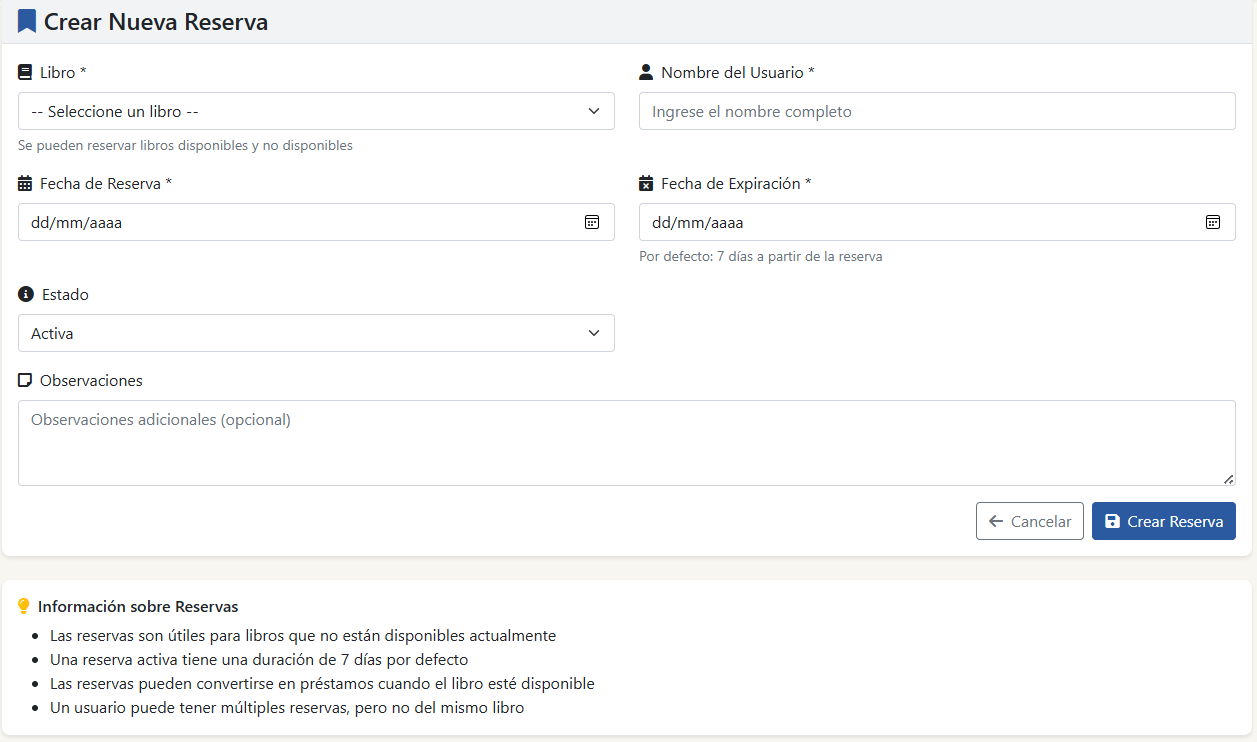 Crear Nueva Reserva
Libro *
Nombre del Usuario *
-- Seleccione un libro --
Ingrese el nombre completo
Se pueden reservar libros disponibles y no disponibles
Fecha de Reserva *
Fecha de Expiración *
dd/mm/aaaa
dd/mm/aaaa
Por defecto: 7 días a partir de la reserva
Estado
Activa
Observaciones
Observaciones adicionales (opcional)
Cancelar
Crear Reserva
Información sobre Reservas
Las reservas son útiles para libros que no están disponibles actualmente
Una reserva activa tiene una duración de 7 días por defecto
Las reservas pueden convertirse en préstamos cuando el libro esté disponible
Un usuario puede tener múltiples reservas, pero no del mismo libro